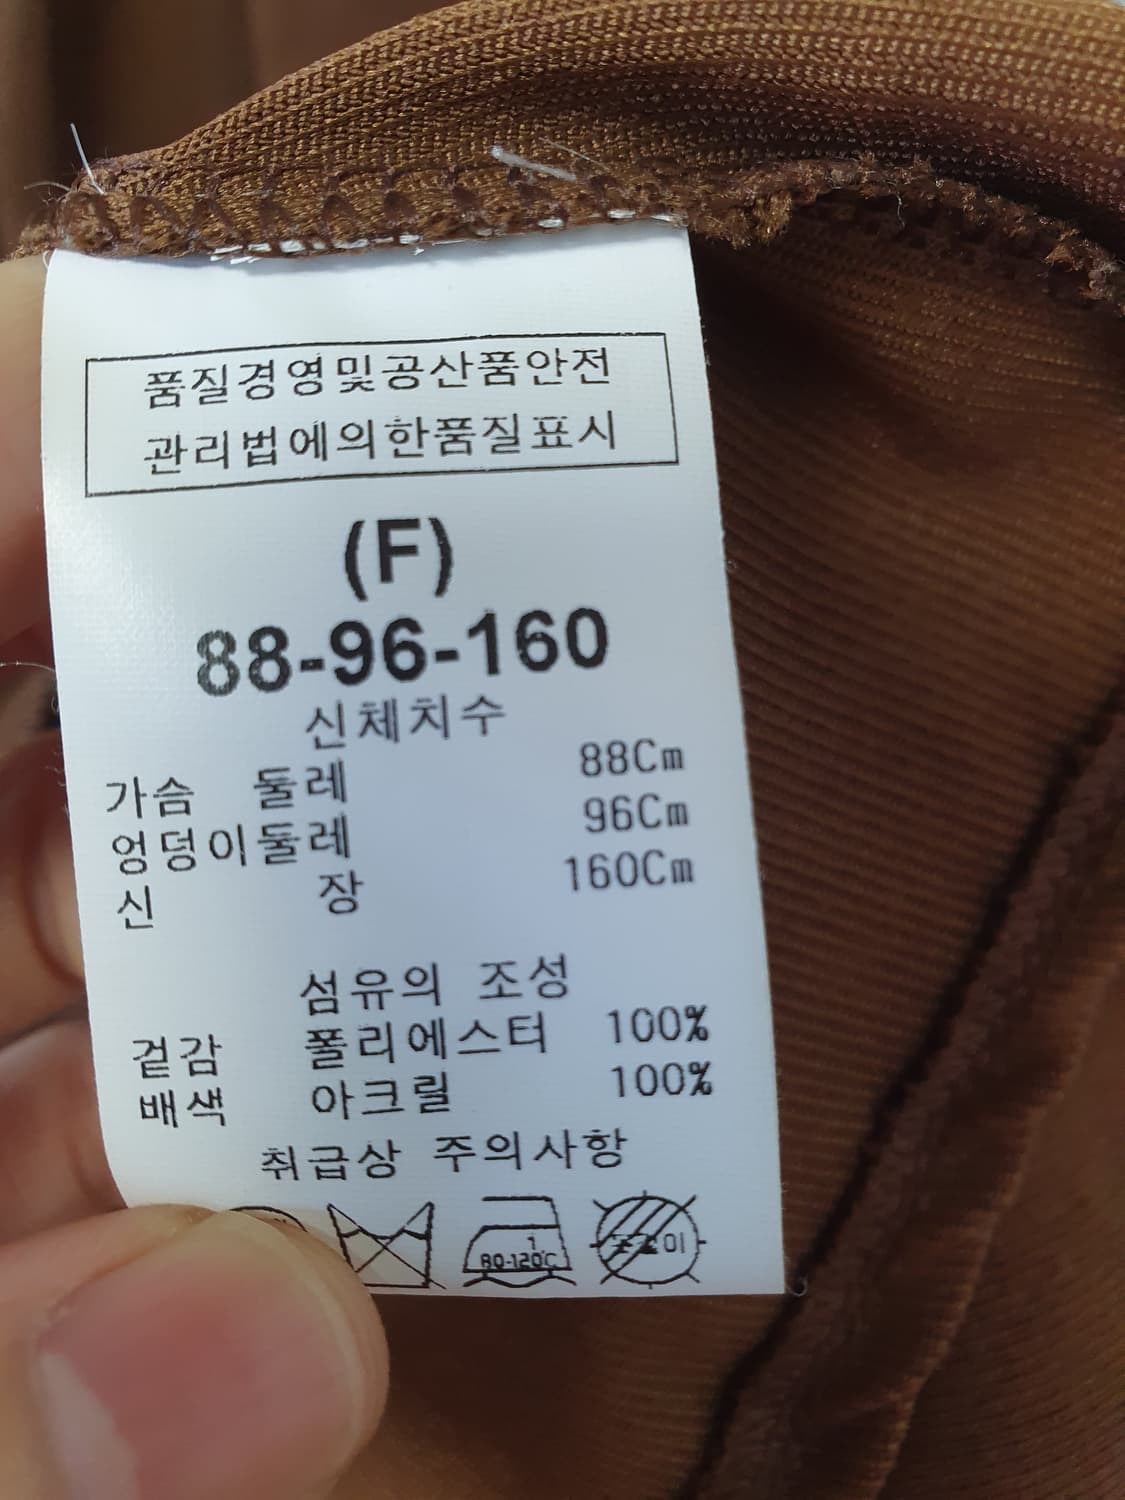 품질경영및공산품안전
관리법에의한품질표시
(F)
88-96-160
신체치수
가슴 둘레 88Cm
엉덩이둘레 96Cm
신 장 160Cm
섬유의 조성
겉감 폴리에스터 100%
배색 아크릴 100%
취급상 주의사항
1
80-120℃